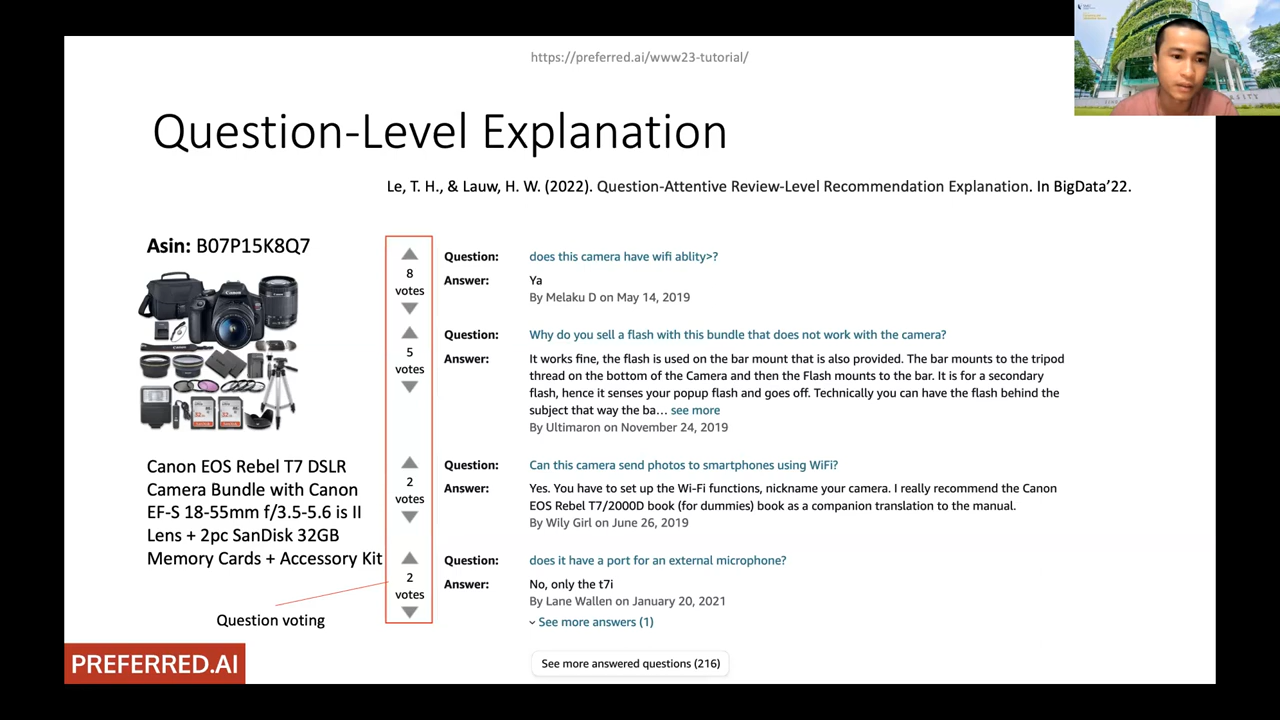 https://preferred.ai/www23-tutorial/
Question-Level Explanation
Le, T. H., & Lauw, H. W. (2022). Question-Attentive Review-Level Recommendation Explanation. In BigData'22.
Asin: B07P15K8Q7
Canon EOS Rebel T7 DSLR
Camera Bundle with Canon
EF-S 18-55mm f/3.5-5.6 is II
Lens + 2pc SanDisk 32GB
Memory Cards + Accessory Kit
Question voting
8
votes
Question: does this camera have wifi ablity>?
Answer: Ya
By Melaku D on May 14, 2019
5
votes
Question: Why do you sell a flash with this bundle that does not work with the camera?
Answer: It works fine, the flash is used on the bar mount that is also provided. The bar mounts to the tripod
thread on the bottom of the Camera and then the Flash mounts to the bar. It is for a secondary
flash, hence it senses your popup flash and goes off. Technically you can have the flash behind the
subject that way the ba... see more
By Ultimaron on November 24, 2019
2
votes
Question: Can this camera send photos to smartphones using WiFi?
Answer: Yes. You have to set up the Wi-Fi functions, nickname your camera. I really recommend the Canon
EOS Rebel T7/2000D book (for dummies) book as a companion translation to the manual.
By Wily Girl on June 26, 2019
2
votes
Question: does it have a port for an external microphone?
Answer: No, only the t7i
By Lane Wallen on January 20, 2021
See more answers (1)
See more answered questions (216)
PREFERRED.AI